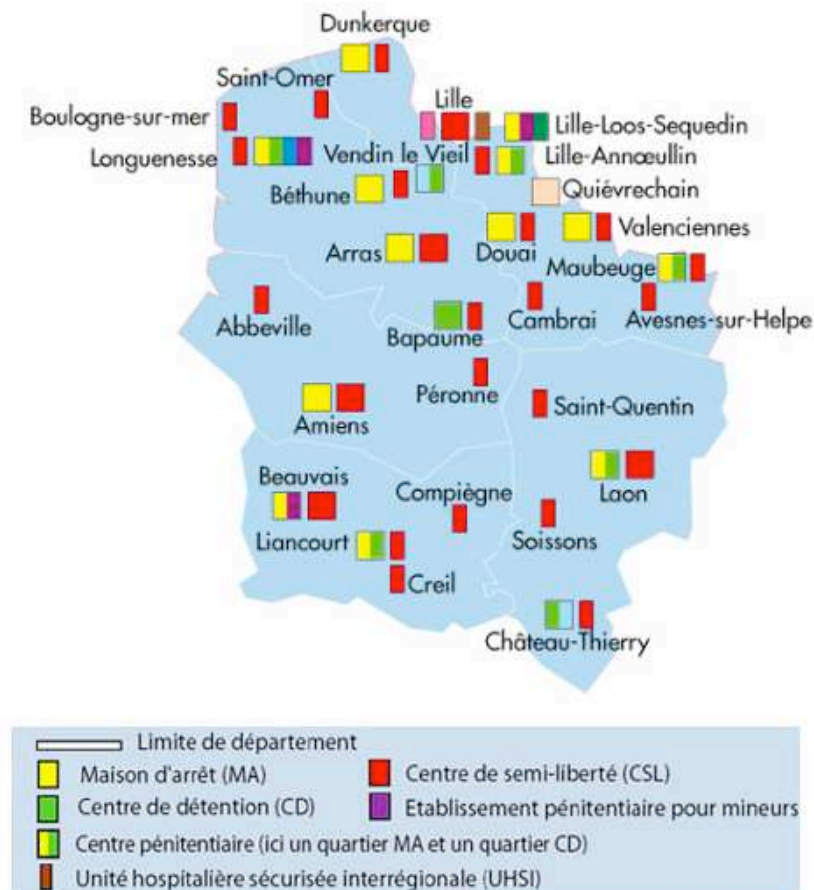 Dunkerque
Saint-Omer
Boulogne-sur-mer
Lille
Lille-Loos-Sequedin
Longuenesse
Vendin le Vieil
Lille-Annœullin
Béthune
Quiévrechain
Arras
Douai
Valenciennes
Maubeuge
Abbeville
Bapaume
Cambrai
Avesnes-sur-Helpe
Péronne
Saint-Quentin
Amiens
Beauvais
Compiègne
Laon
Liancourt
Soissons
Creil
Château-Thierry
Limite de département
Maison d'arrêt (MA)
Centre de semi-liberté (CSL)
Centre de détention (CD)
Etablissement pénitentiaire pour mineurs
Centre pénitentiaire (ici un quartier MA et un quartier CD)
Unité hospitalière sécurisée interrégionale (UHSI)